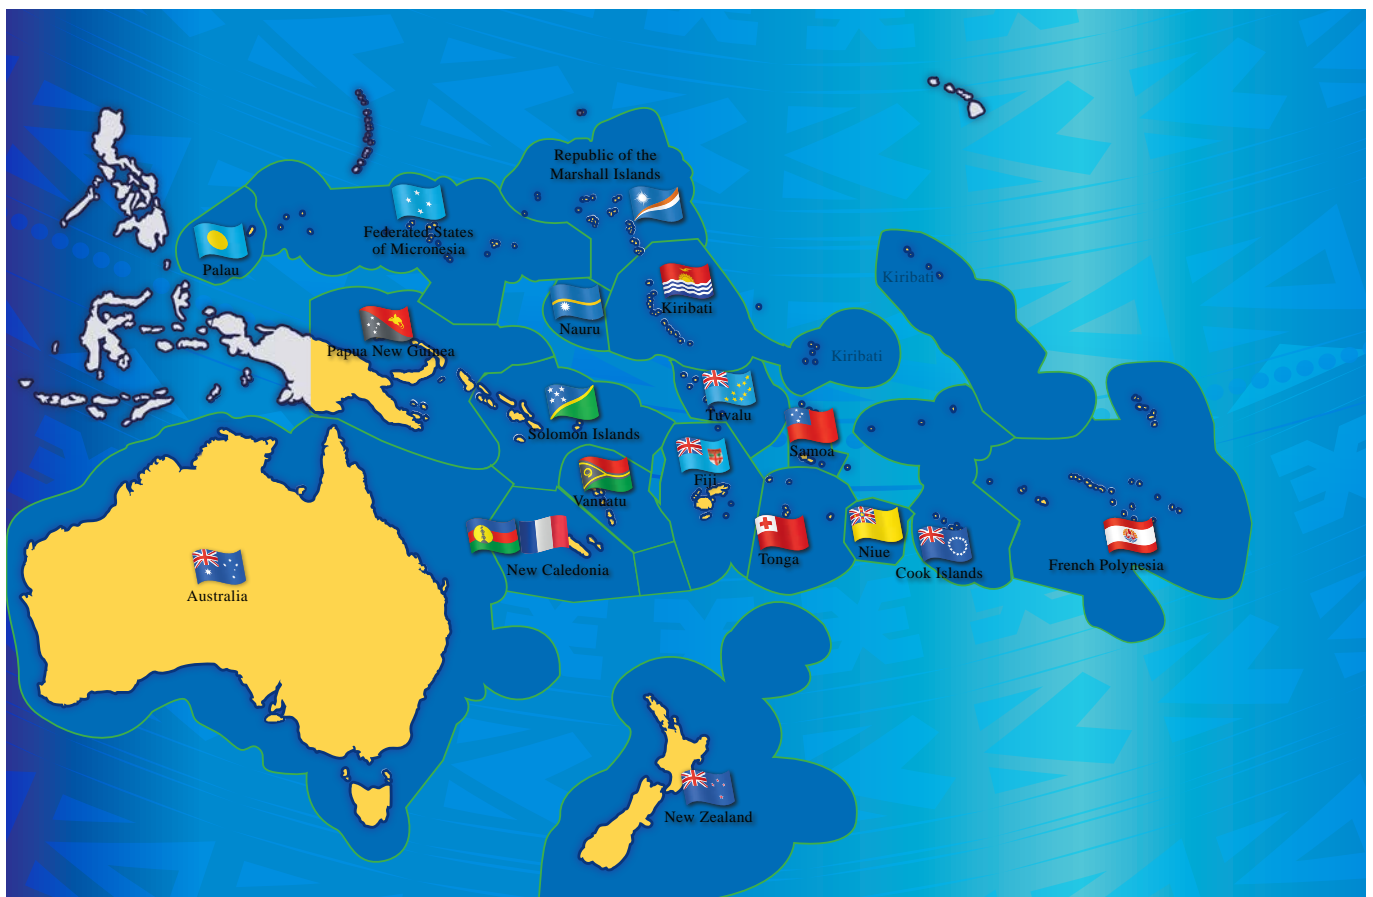 Republic of the
Marshall Islands
Federated States
of Micronesia
Palau
Kiribati
Kiribati
Nauru
Papua New Guinea
Kiribati
Tuvalu
Solomon Islands
Samoa
Fiji
Vanuatu
Tonga
Niue
Cook Islands
French Polynesia
New Caledonia
Australia
New Zealand